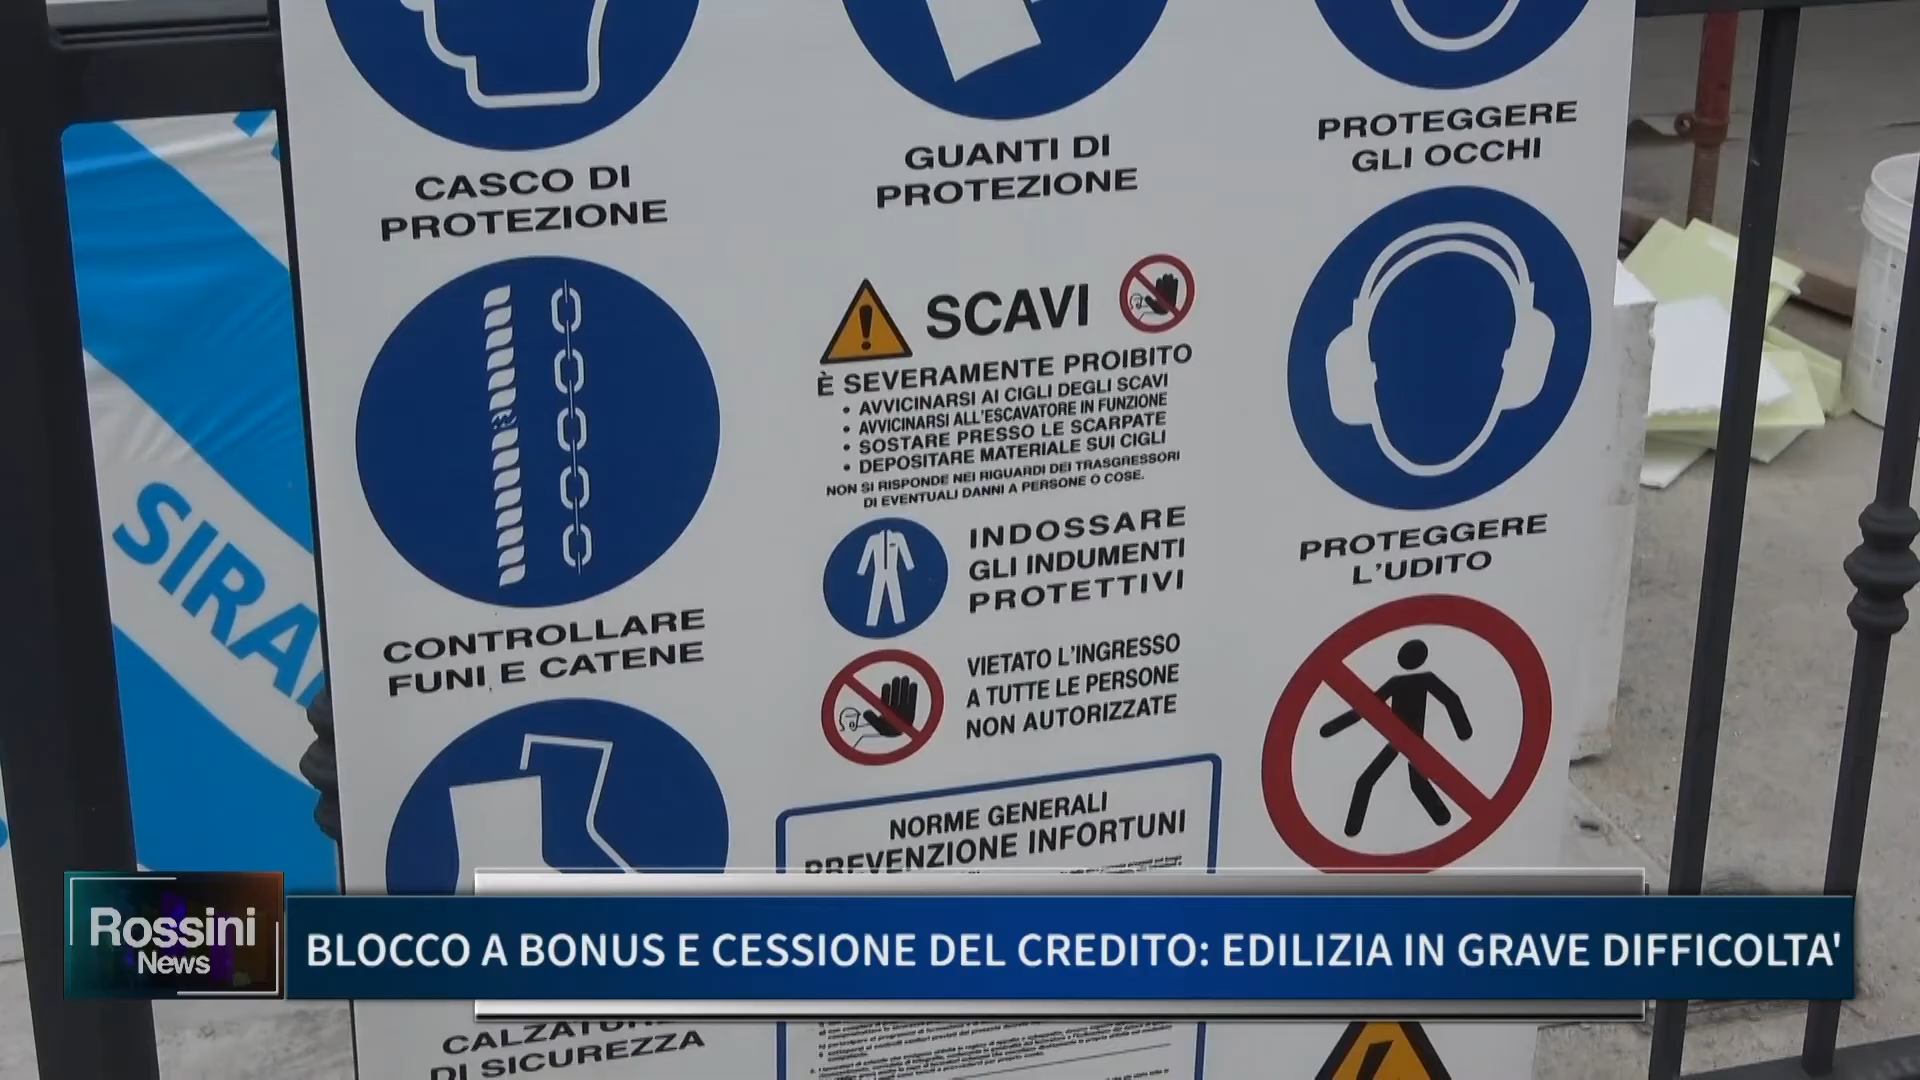 CASCO DI
PROTEZIONE
GUANTI DI
PROTEZIONE
PROTEGGERE
GLI OCCHI
SCAVI
È SEVERAMENTE PROIBITO
• AVVICINARSI AI CIGLI DEGLI SCAVI
• AVVICINARSI ALL'ESCAVATORE IN FUNZIONE
• SOSTARE PRESSO LE SCARPATE
• DEPOSITARE MATERIALE SUI CIGLI
NON SI RISPONDE NEI RIGUARDI DEI TRASGRESSORI
DI EVENTUALI DANNI A PERSONE O COSE.
CONTROLLARE
FUNI E CATENE
INDOSSARE
GLI INDUMENTI
PROTETTIVI
VIETATO L'INGRESSO
A TUTTE LE PERSONE
NON AUTORIZZATE
PROTEGGERE
L'UDITO
NORME GENERALI
PREVENZIONE INFORTUNI
SIRA
Rossini
News
BLOCCO A BONUS E CESSIONE DEL CREDITO: EDILIZIA IN GRAVE DIFFICOLTA'
CALZATURE
DI SICUREZZA